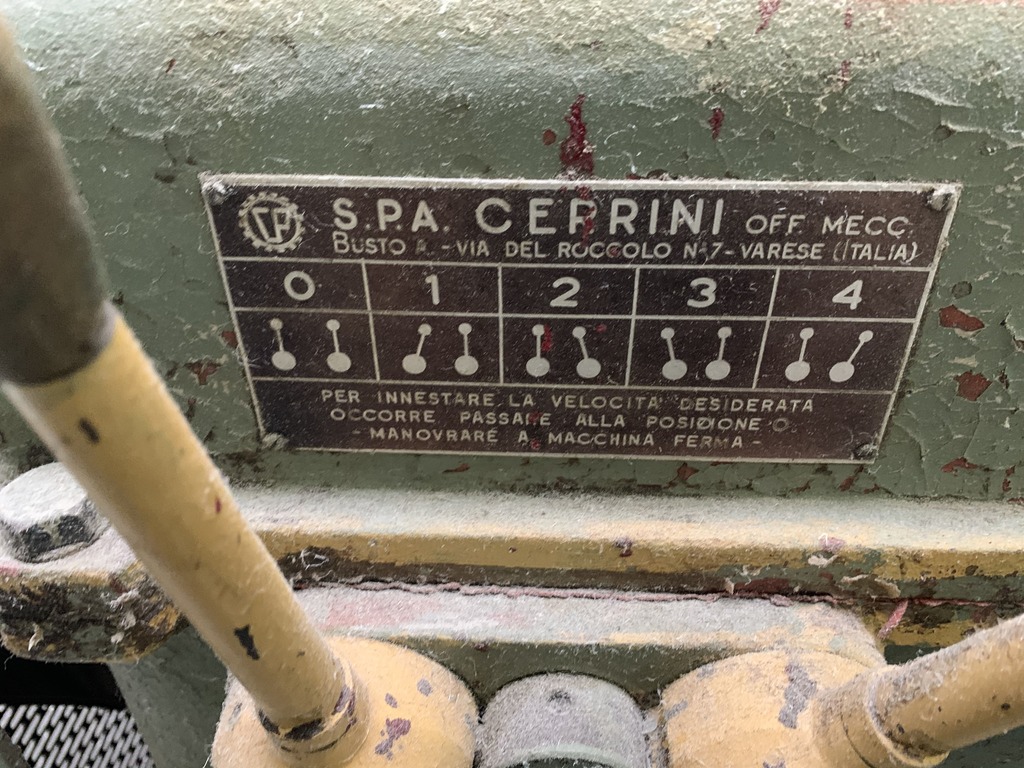 S.P.A. CERRINI OFF. MECC.
BUSTO A. - VIA DEL ROCCOLO N°7 - VARESE (ITALIA)
0 1 2 3 4
PER INNESTARE LA VELOCITA' DESIDERATA
OCCORRE PASSARE ALLA POSIZIONE O
- MANOVRARE A MACCHINA FERMA -